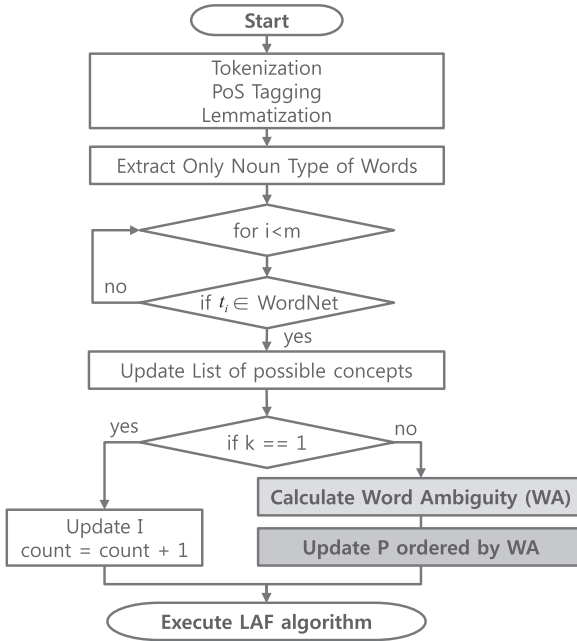 Start
Tokenization
PoS Tagging
Lemmatization
Extract Only Noun Type of Words
for i<m
no
if tᵢ ∈ WordNet
yes
Update List of possible concepts
yes
no
if k == 1
Calculate Word Ambiguity (WA)
Update I
count = count + 1
Update P ordered by WA
Execute LAF algorithm